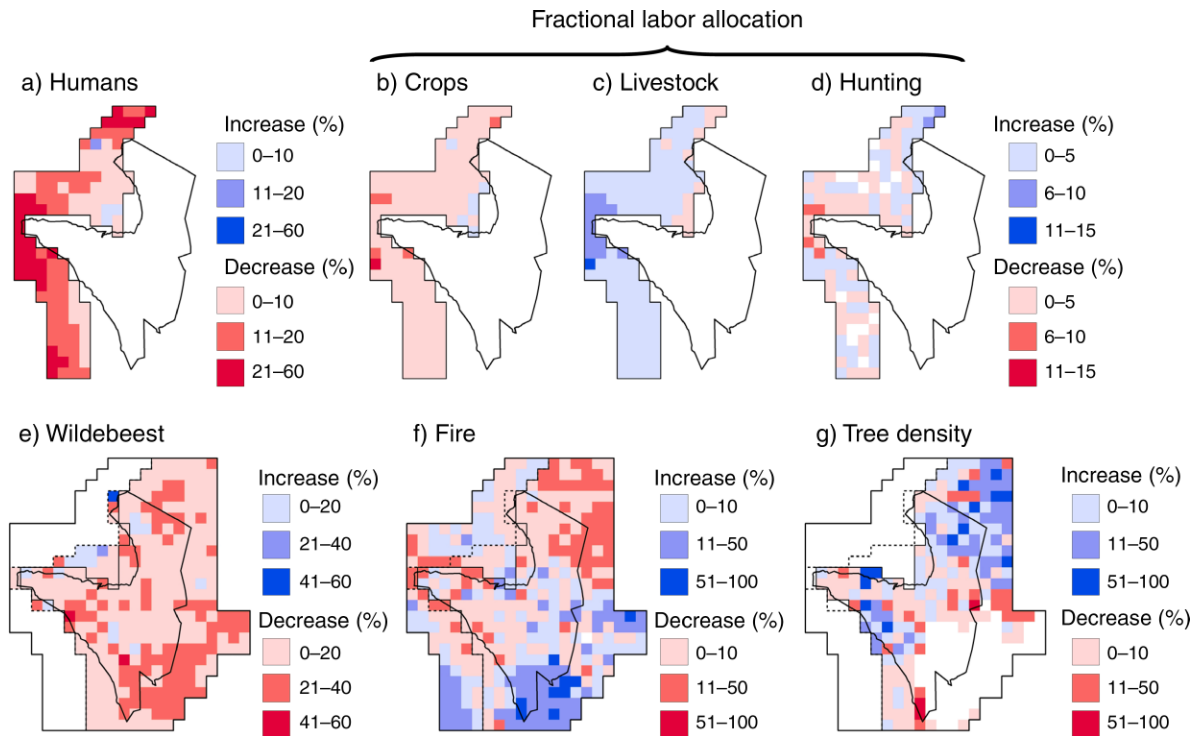 Fractional labor allocation
a) Humans
Increase (%)
0–10
11–20
21–60
Decrease (%)
0–10
11–20
21–60
b) Crops
c) Livestock
d) Hunting
Increase (%)
0–5
6–10
11–15
Decrease (%)
0–5
6–10
11–15
e) Wildebeest
Increase (%)
0–20
21–40
41–60
Decrease (%)
0–20
21–40
41–60
f) Fire
Increase (%)
0–10
11–50
51–100
Decrease (%)
0–10
11–50
51–100
g) Tree density
Increase (%)
0–10
11–50
51–100
Decrease (%)
0–10
11–50
51–100